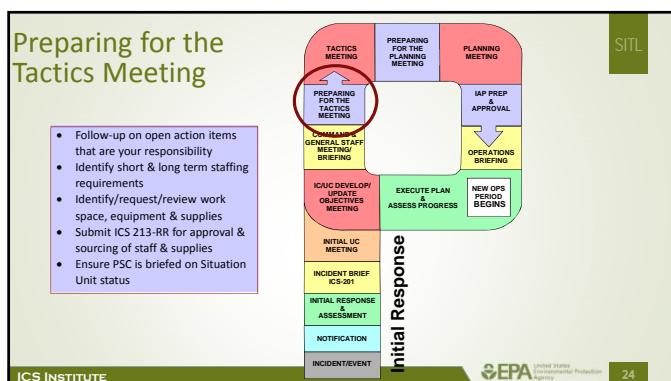 Preparing for the
Tactics Meeting
SITL
• Follow-up on open action items
that are your responsibility
• Identify short & long term staffing
requirements
• Identify/request/review work
space, equipment & supplies
• Submit ICS 213-RR for approval &
sourcing of staff & supplies
• Ensure PSC is briefed on Situation
Unit status
TACTICS
MEETING
PREPARING
FOR THE
PLANNING
MEETING
PLANNING
MEETING
PREPARING
FOR THE
TACTICS
MEETING
IAP PREP
&
APPROVAL
COMMAND &
GENERAL STAFF
MEETING/
BRIEFING
OPERATIONS
BRIEFING
IC/UC DEVELOP/
UPDATE
OBJECTIVES
MEETING
EXECUTE PLAN
&
ASSESS PROGRESS
NEW OPS
PERIOD
BEGINS
INITIAL UC
MEETING
INCIDENT BRIEF
ICS-201
INITIAL RESPONSE
&
ASSESSMENT
NOTIFICATION
INCIDENT/EVENT
Initial Response
ICS INSTITUTE
EPA
United States
Environmental Protection
Agency
24